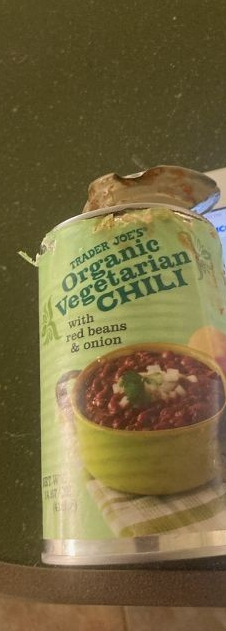 TRADER JOE'S
Organic
Vegetarian
CHILI
with
red beans
& onion